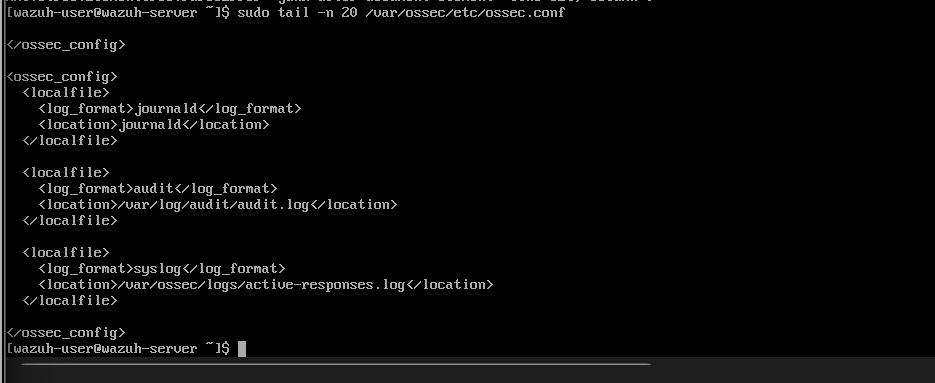 [wazuh-user@wazuh-server ~]$ sudo tail -n 20 /var/ossec/etc/ossec.conf
</ossec_config>
<ossec_config>
  <localfile>
    <log_format>journald</log_format>
    <location>journald</location>
  </localfile>
  <localfile>
    <log_format>audit</log_format>
    <location>/var/log/audit/audit.log</location>
  </localfile>
  <localfile>
    <log_format>syslog</log_format>
    <location>/var/ossec/logs/active-responses.log</location>
  </localfile>
</ossec_config>
[wazuh-user@wazuh-server ~]$